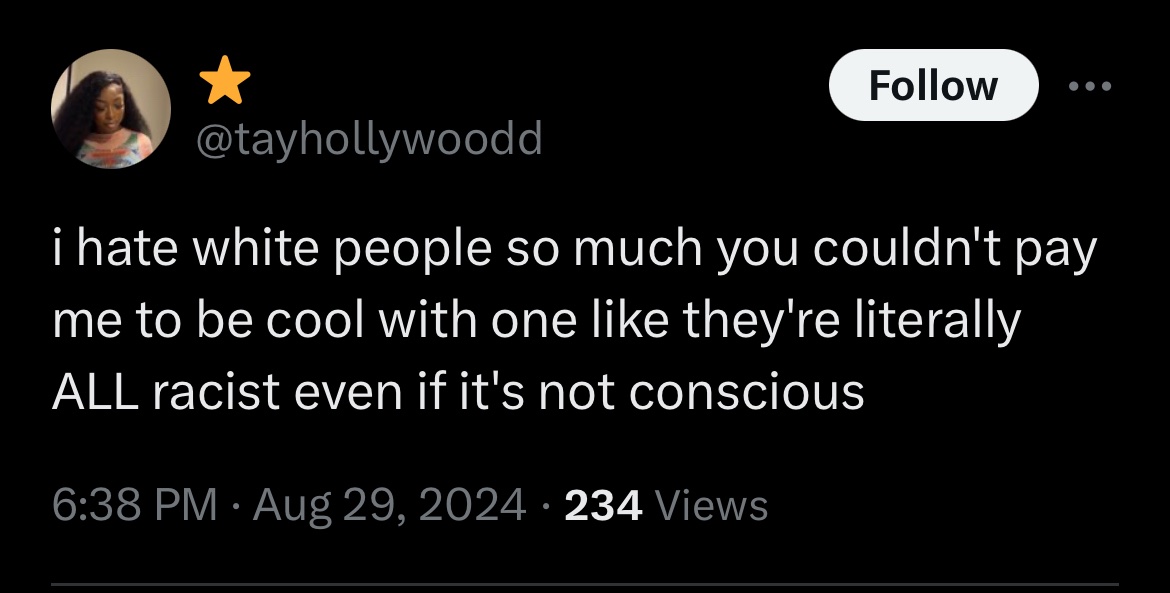 Follow
@tayhollywoodd
i hate white people so much you couldn't pay
me to be cool with one like they're literally
ALL racist even if it's not conscious
6:38 PM · Aug 29, 2024 · 234 Views